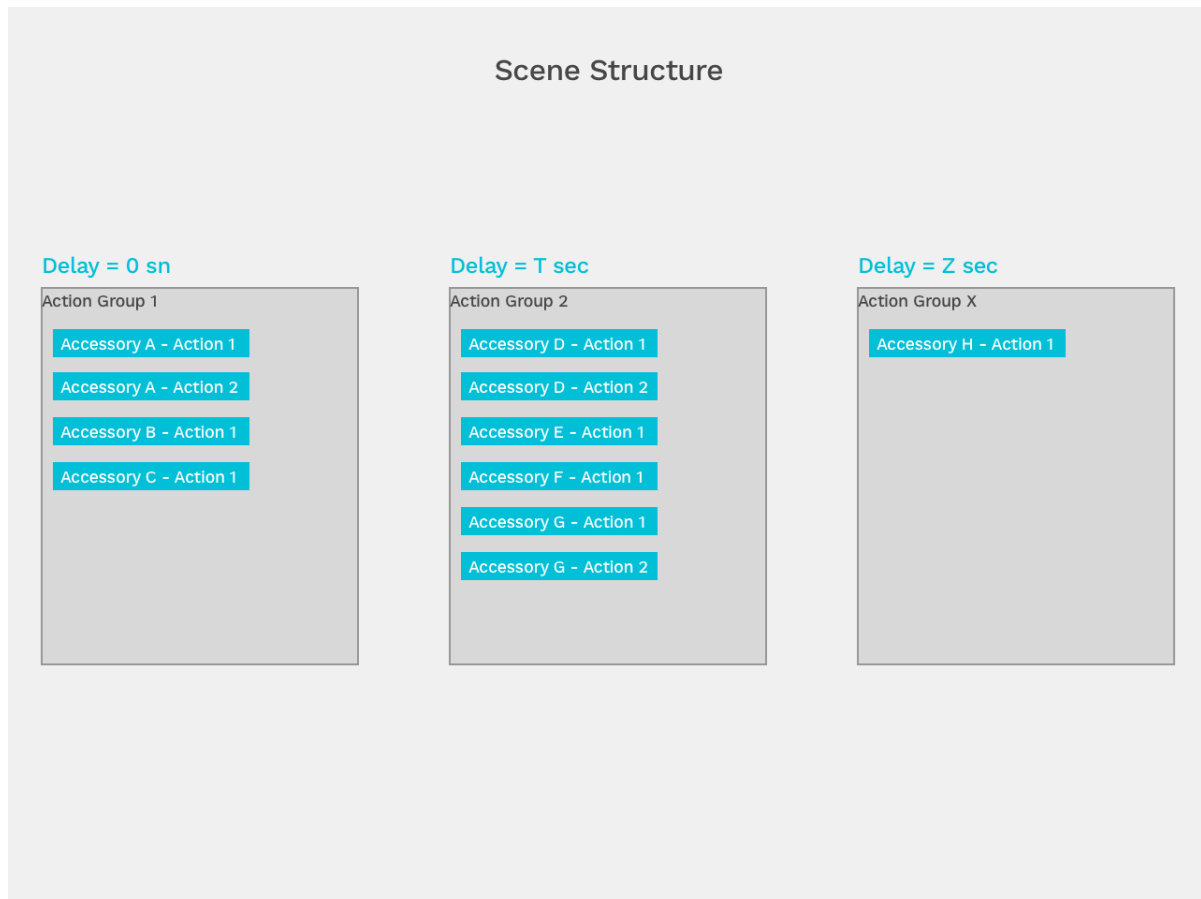 Scene Structure
Delay = 0 sn
Action Group 1
Accessory A - Action 1
Accessory A - Action 2
Accessory B - Action 1
Accessory C - Action 1
Delay = T sec
Action Group 2
Accessory D - Action 1
Accessory D - Action 2
Accessory E - Action 1
Accessory F - Action 1
Accessory G - Action 1
Accessory G - Action 2
Delay = Z sec
Action Group X
Accessory H - Action 1